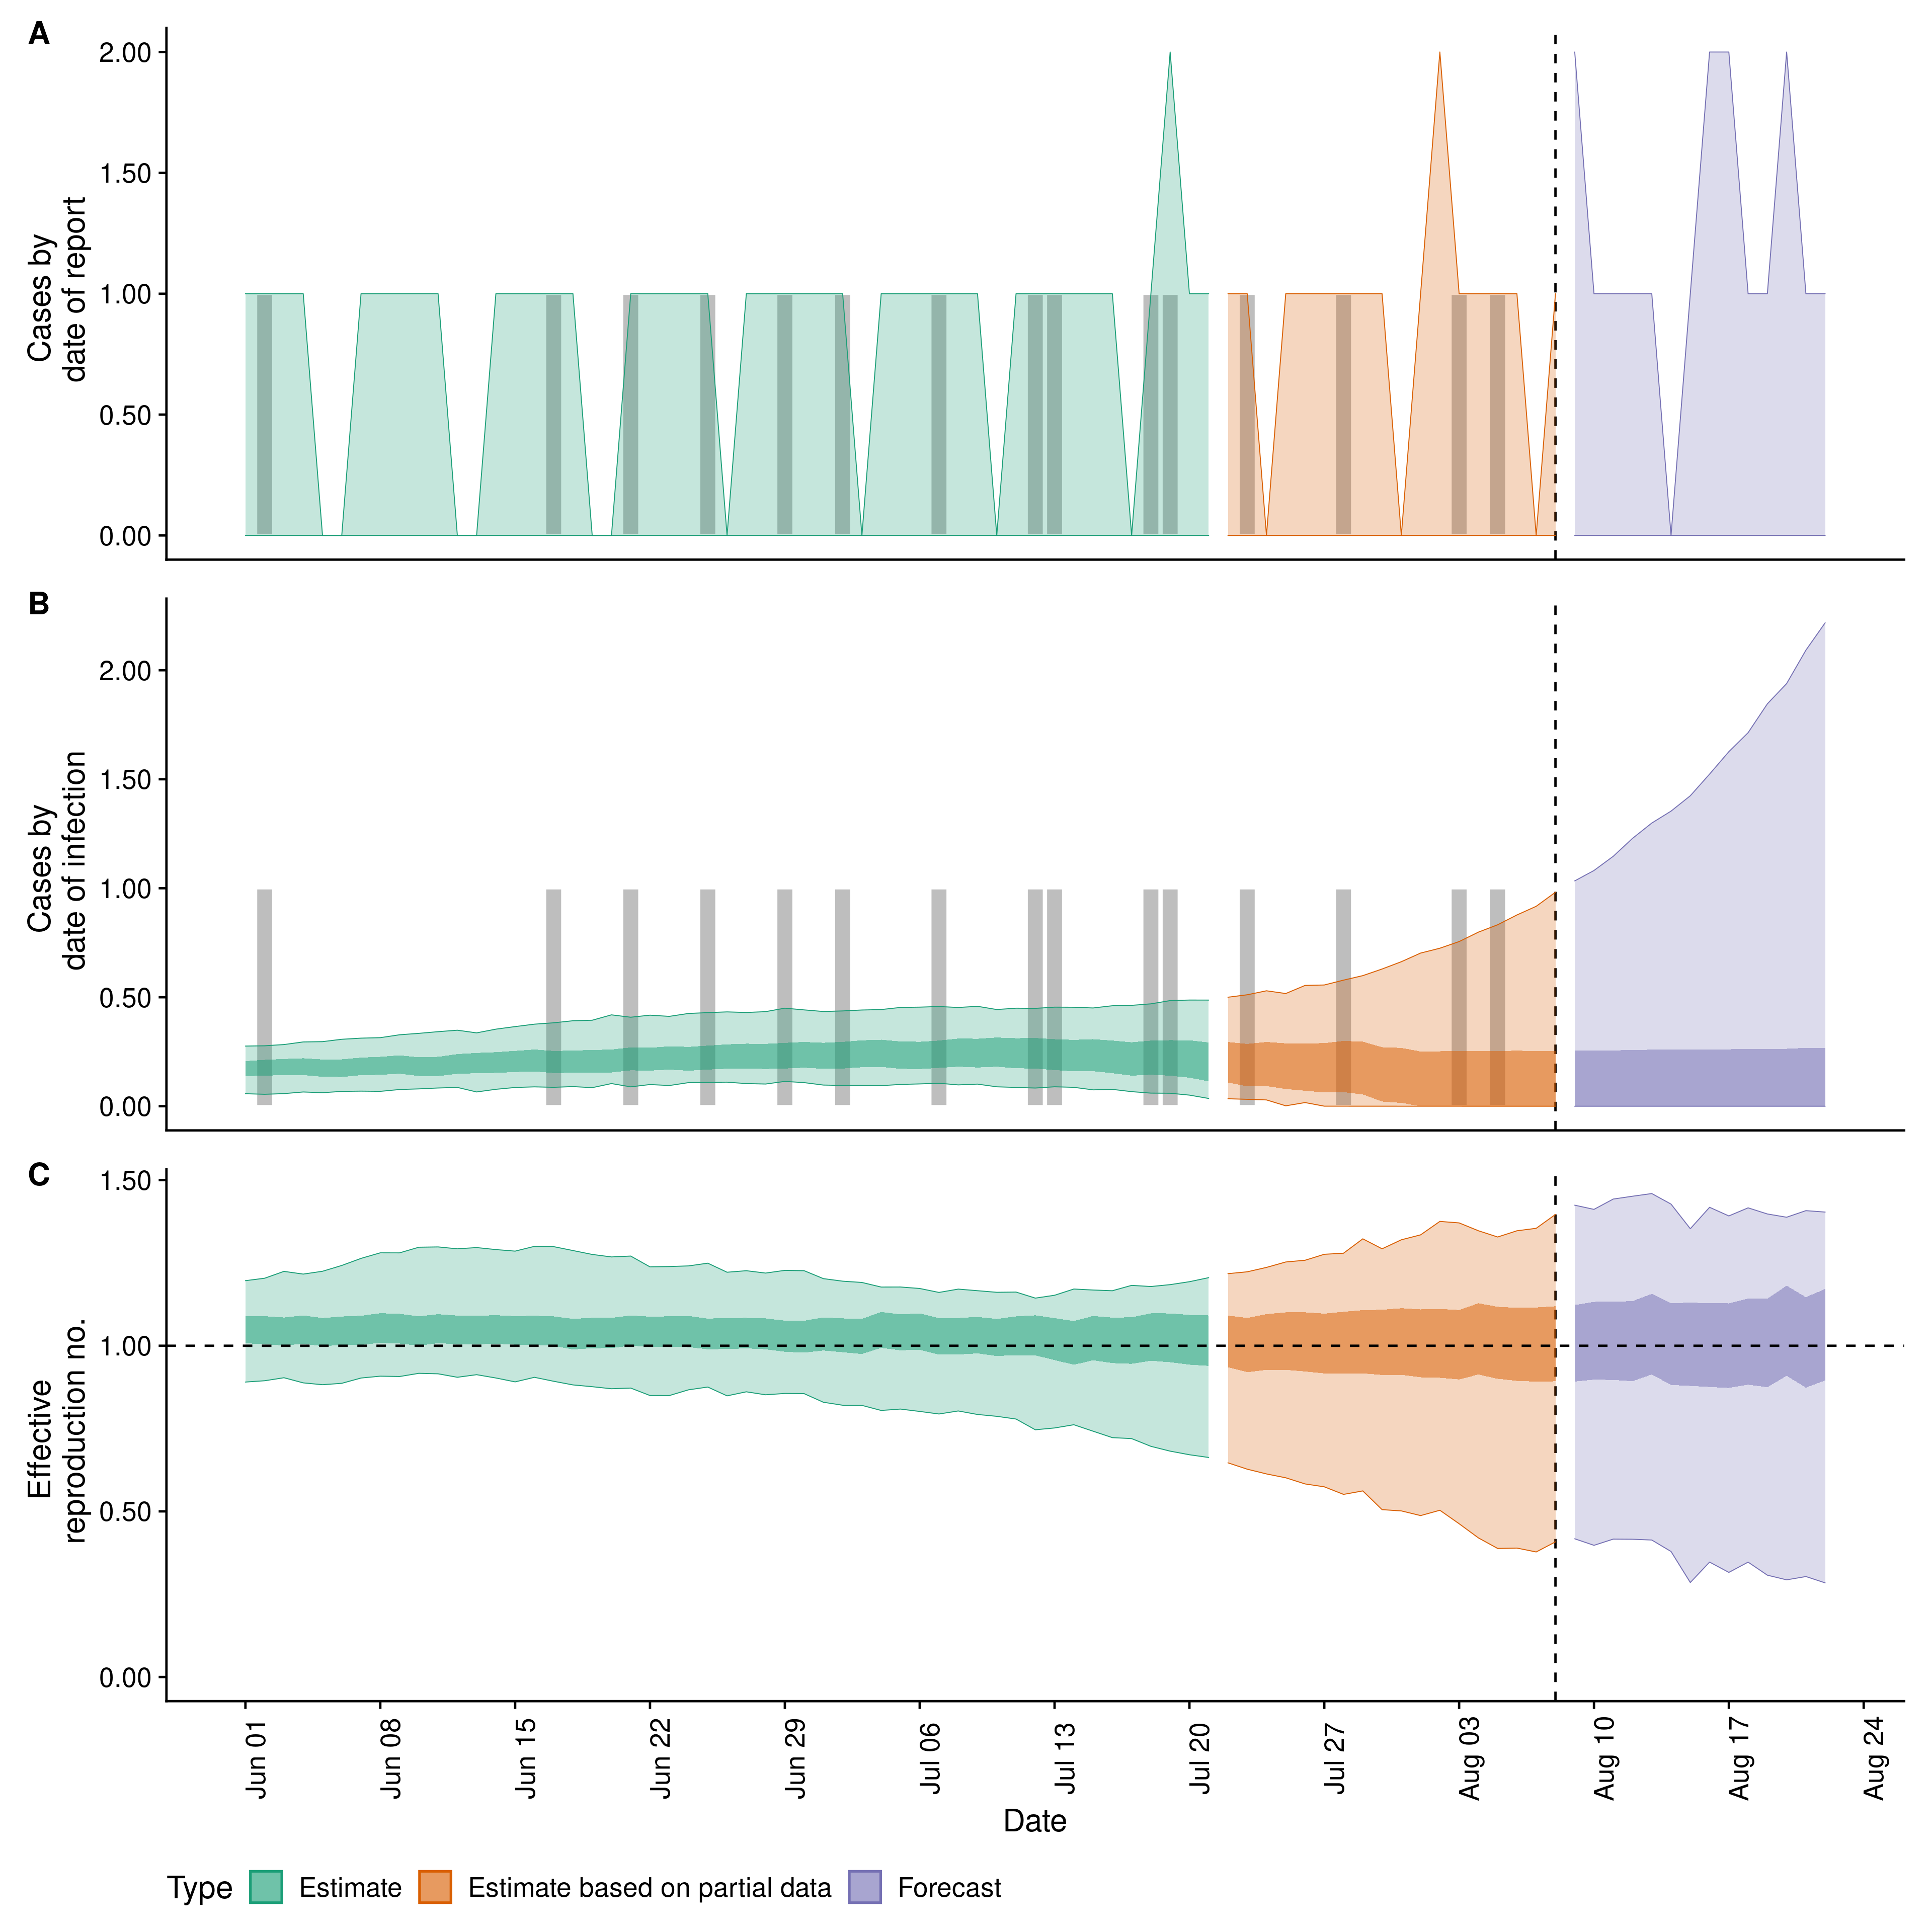 A
2.00
1.50
1.00
0.50
0.00
Cases by
date of report
B
2.00
1.50
1.00
0.50
0.00
Cases by
date of infection
C
1.50
1.00
0.50
0.00
Effective
reproduction no.
Jun 01
Jun 08
Jun 15
Jun 22
Jun 29
Jul 06
Jul 13
Jul 20
Jul 27
Aug 03
Aug 10
Aug 17
Aug 24
Date
Type Estimate Estimate based on partial data Forecast